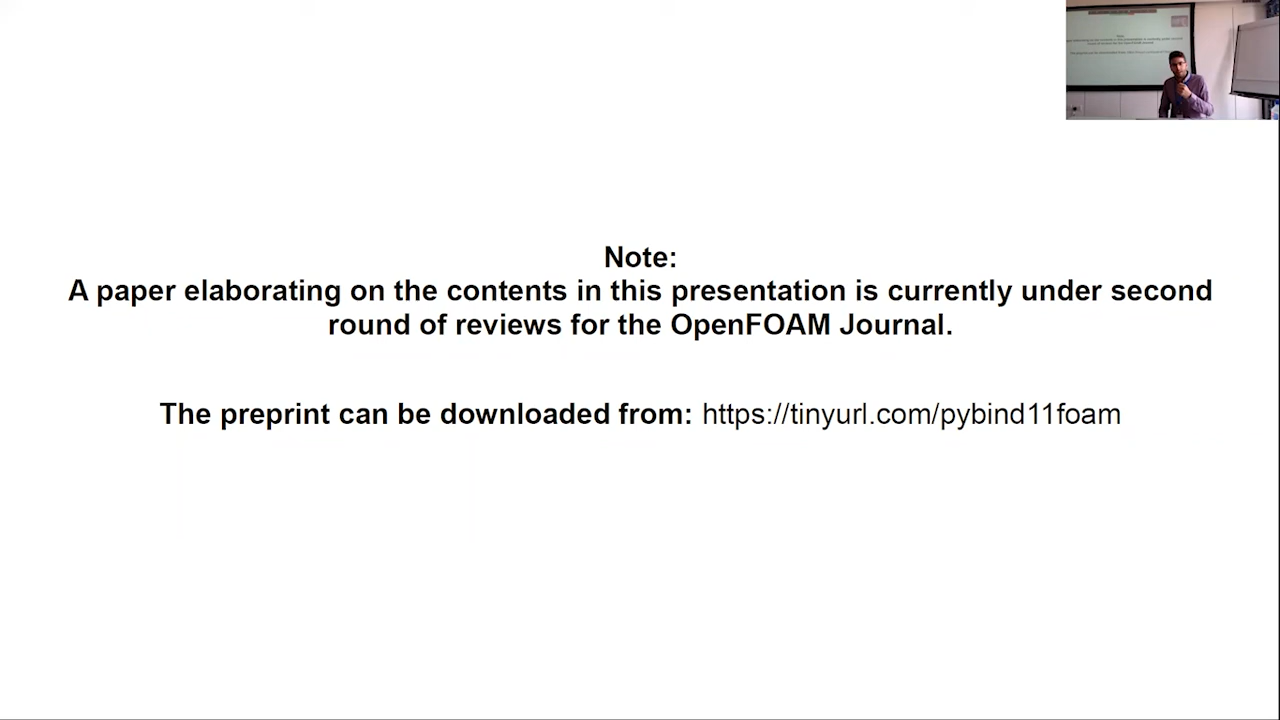 Note:
A paper elaborating on the contents in this presentation is currently under second
round of reviews for the OpenFOAM Journal.
The preprint can be downloaded from: https://tinyurl.com/pybind11foam